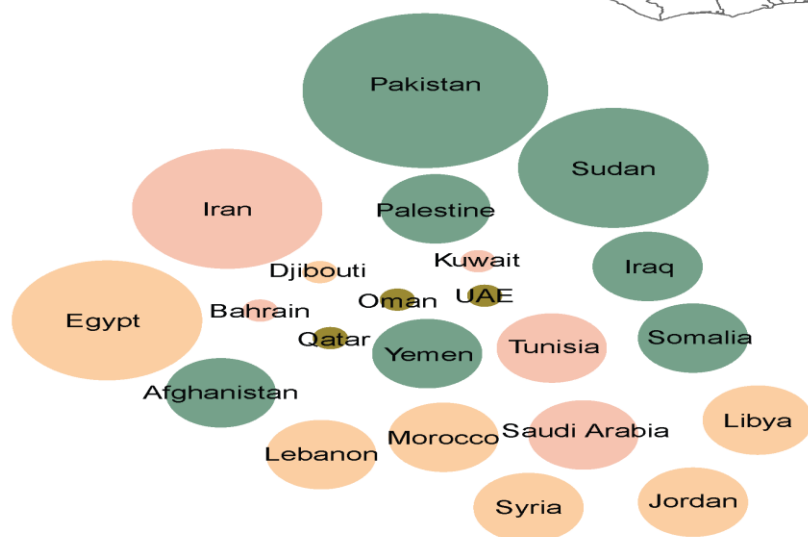 Pakistan
Sudan
Iran
Palestine
Kuwait
Iraq
Djibouti
Oman
UAE
Bahrain
Egypt
Qatar
Yemen
Tunisia
Somalia
Afghanistan
Lebanon
Morocco
Saudi Arabia
Libya
Syria
Jordan